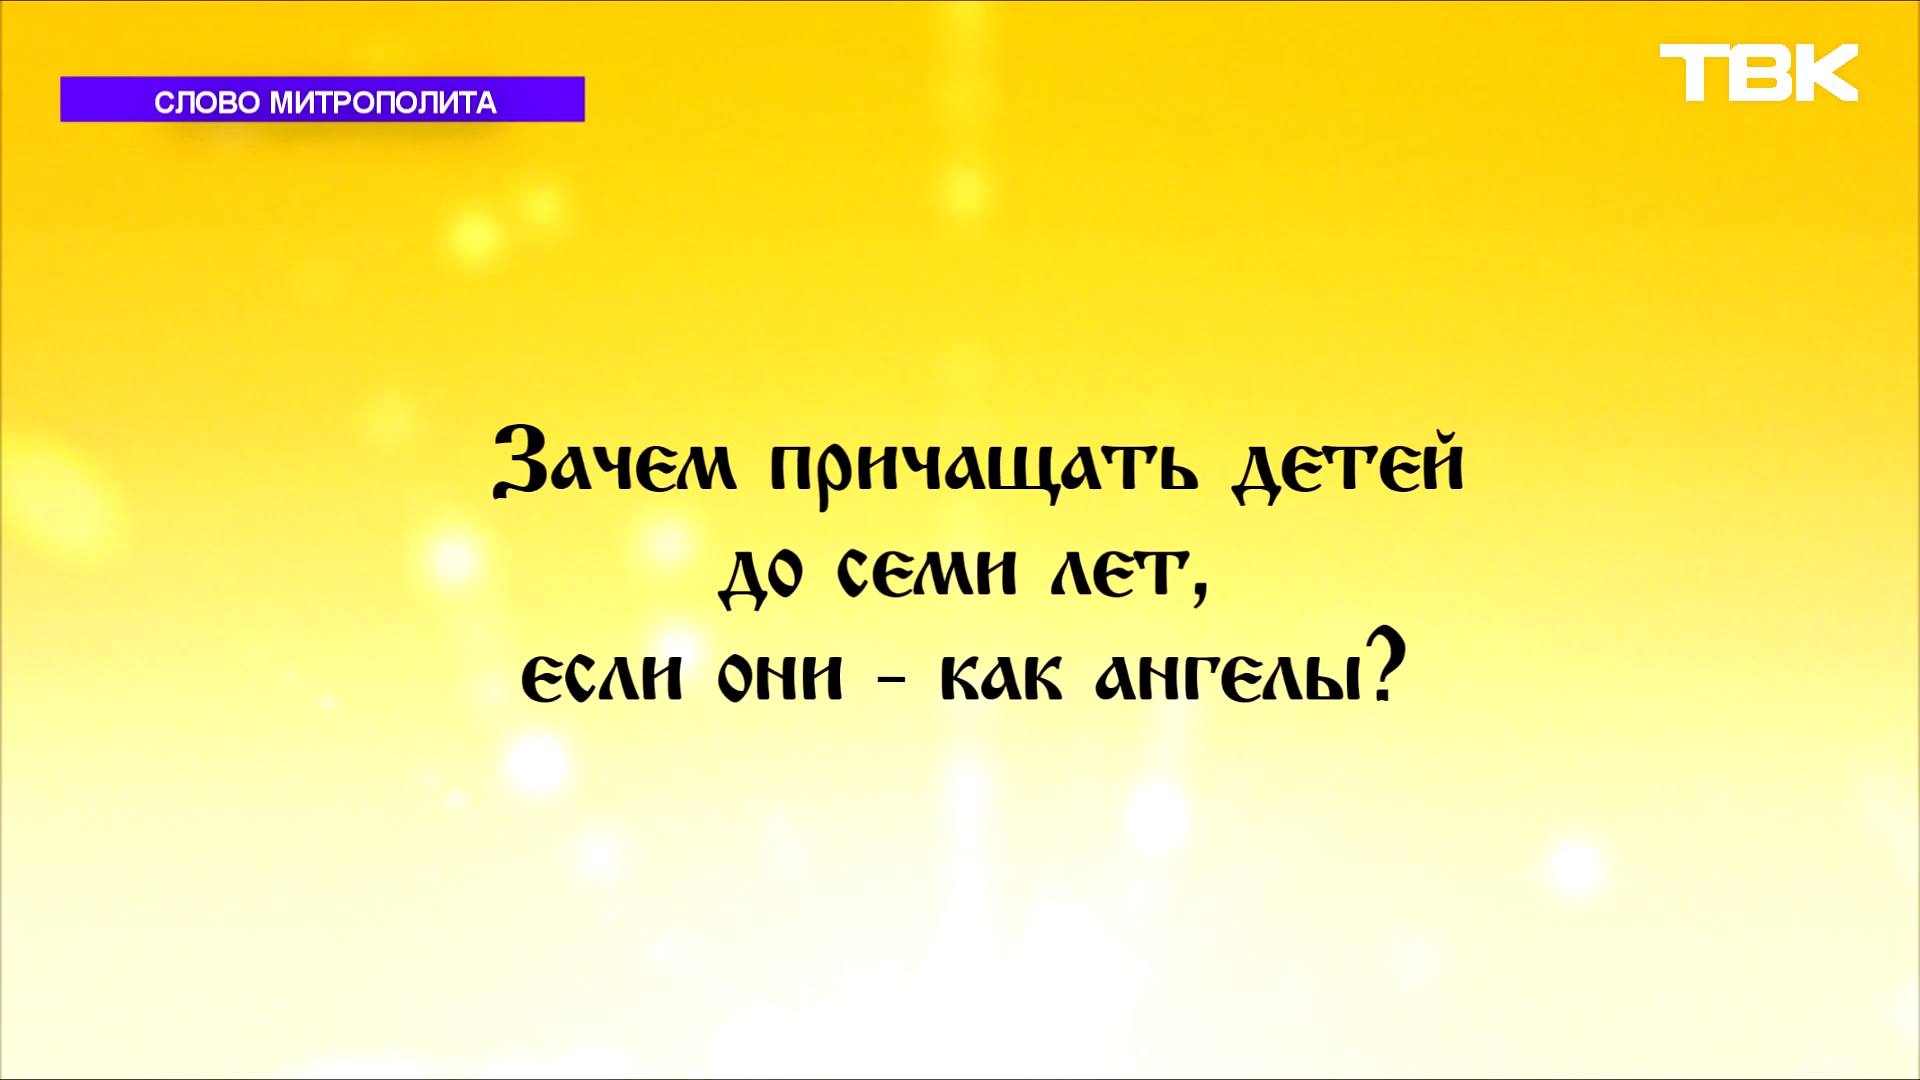 СЛОВО МИТРОПОЛИТА
ТВК
Зачем причащать детей
до семи лет,
если они - как ангелы?